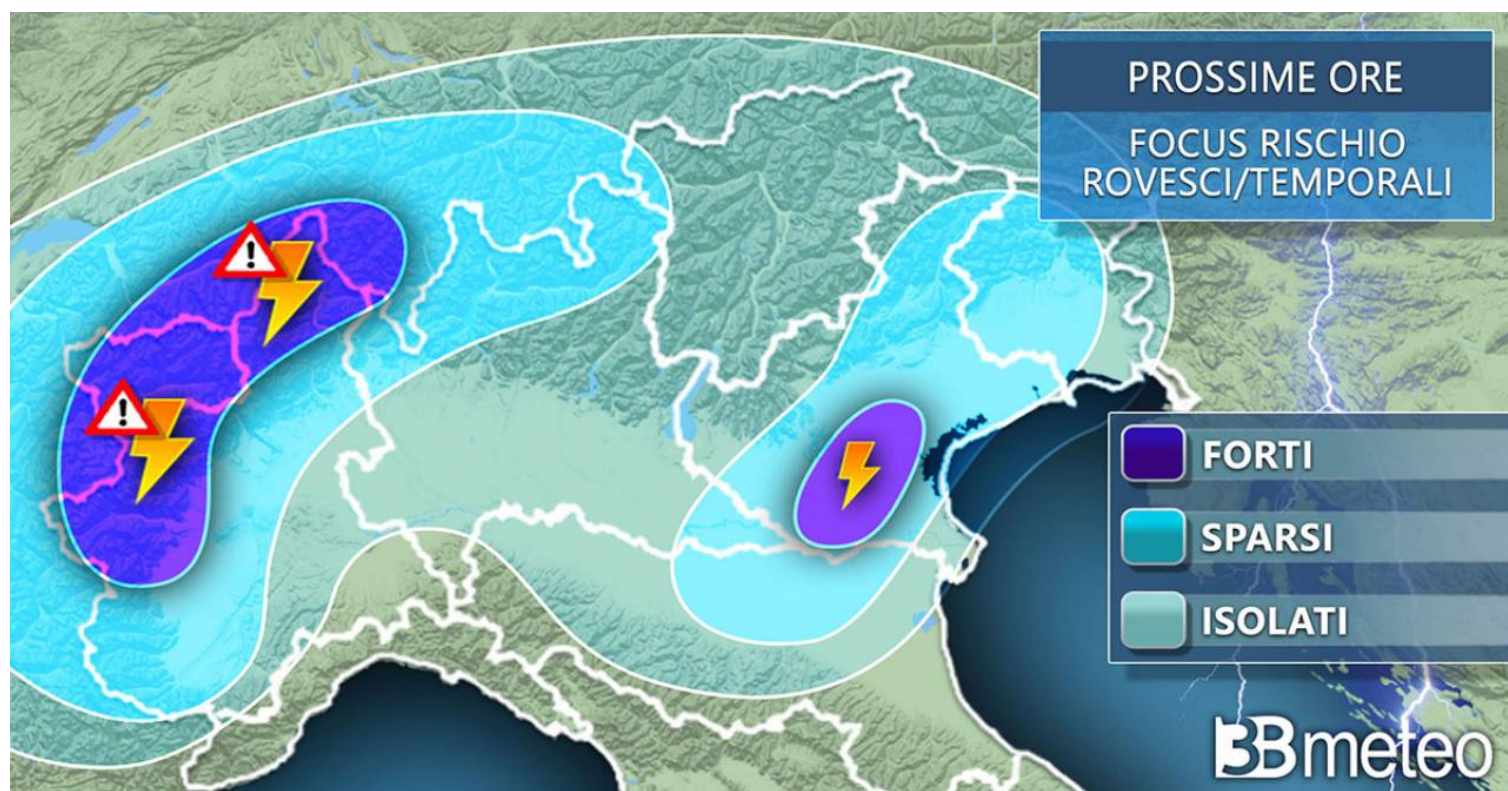 PROSSIME ORE
FOCUS RISCHIO
ROVESCI/TEMPORALI
!
!
FORTI
SPARSI
ISOLATI
3Bmeteo